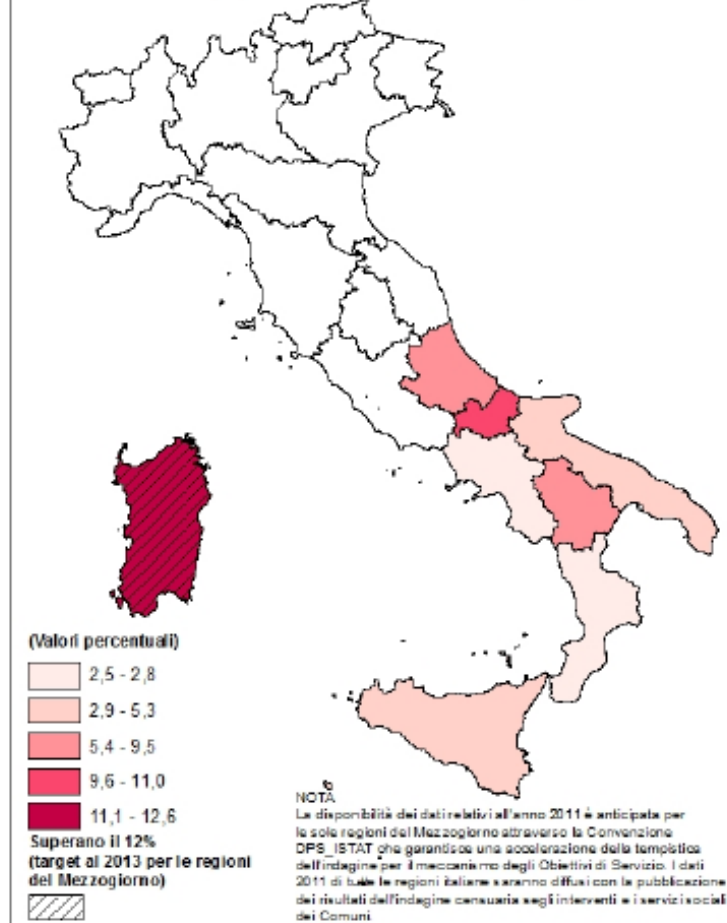 (Valori percentuali)
2,5 - 2,8
2,9 - 5,3
5,4 - 9,5
9,6 - 11,0
11,1 - 12,6
Superano il 12%
(target al 2013 per le regioni
del Mezzogiorno)
NOTA
La disponibilità dei dati relativi all'anno 2011 è anticipata per
le sole regioni del Mezzogiorno attraverso la Convenzione
DPS_ISTAT che garantisce una accelerazione della tempistica
dell'indagine per il meccanismo degli Obiettivi di Servizio. I dati
2011 di tutte le regioni italiane saranno diffusi con la pubblicazione
dei risultati dell'indagine censuaria sugli interventi e i servizi sociali
dei Comuni